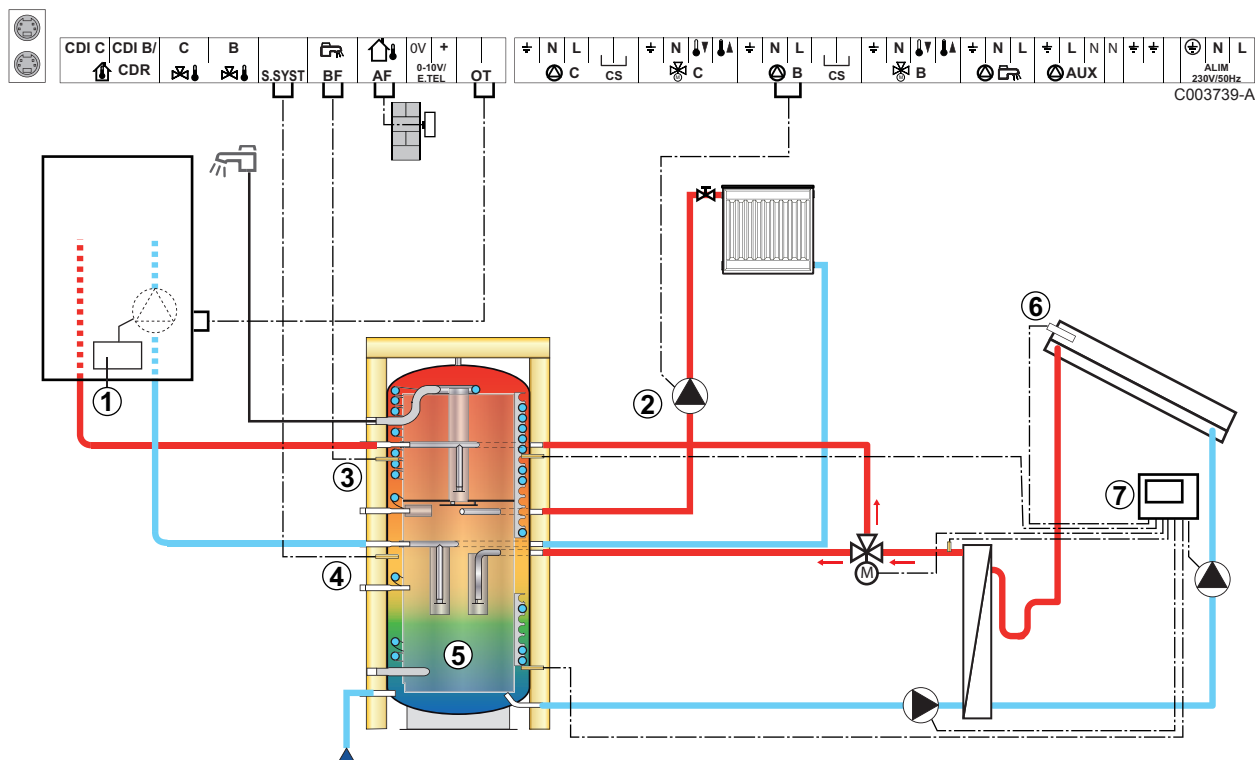 CDI C CDI B/ C B 0V +
CDR 0-10V/
S.SYST BF AF E.TEL OT
N L N N L N N L L N N N L
C CS C B CS B AUX ALIM
230V/50Hz
C003739-A
1
2
3
4
5
6
7
M